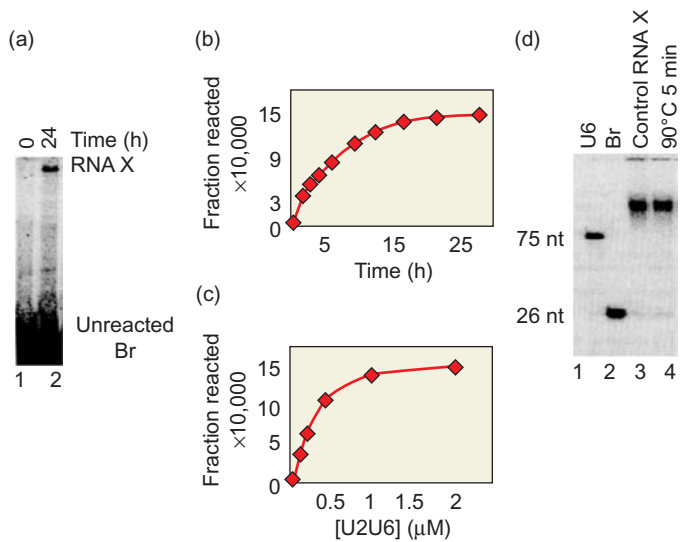 (a)
0
24
Time (h)
RNA X
Unreacted
Br
1 2
(b)
Fraction reacted
×10,000
15
9
3
0
5 15 25
Time (h)
(c)
Fraction reacted
×10,000
15
10
5
0
0.5 1 1.5 2
[U2U6] (μM)
(d)
U6
Br
Control RNA X
90°C 5 min
75 nt
26 nt
1 2 3 4